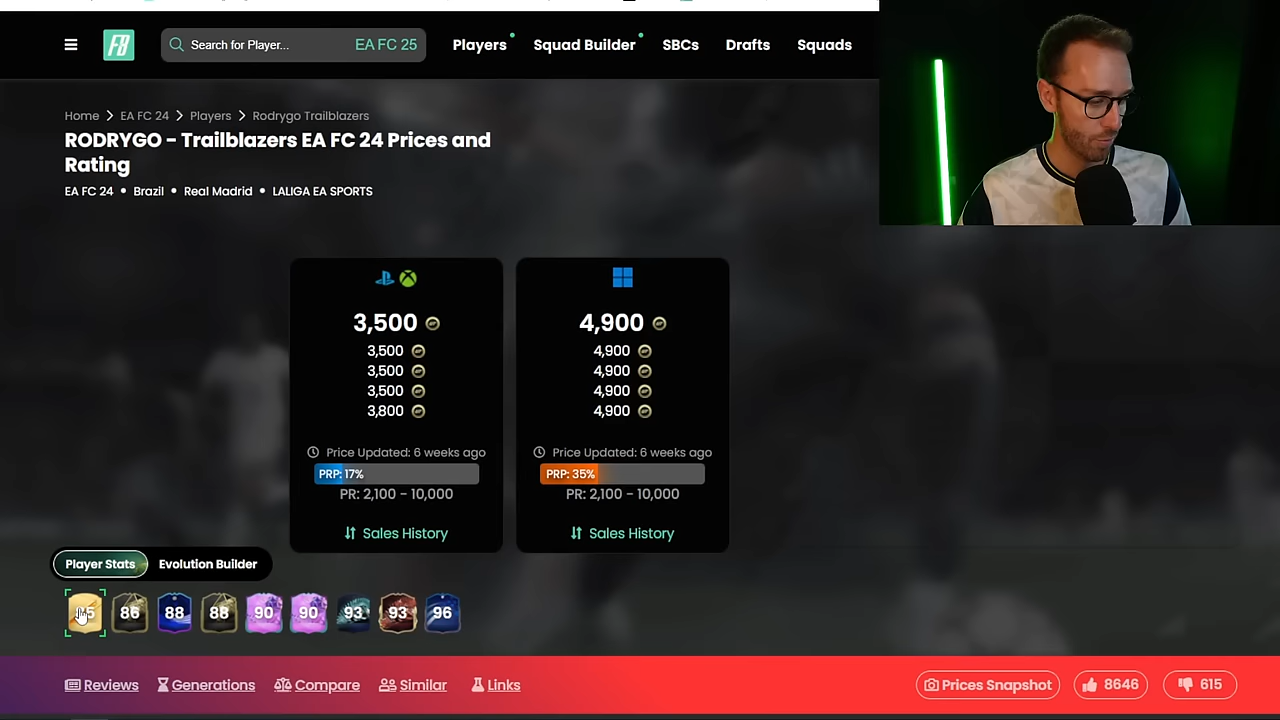 FB
Search for Player...
EA FC 25
Players
Squad Builder
SBCs
Drafts
Squads
Home > EA FC 24 > Players > Rodrygo Trailblazers
RODRYGO - Trailblazers EA FC 24 Prices and
Rating
EA FC 24 • Brazil • Real Madrid • LALIGA EA SPORTS
3,500
3,500
3,500
3,500
3,800
Price Updated: 6 weeks ago
PRP: 17%
PR: 2,100 - 10,000
Sales History
4,900
4,900
4,900
4,900
4,900
Price Updated: 6 weeks ago
PRP: 35%
PR: 2,100 - 10,000
Sales History
Player Stats
Evolution Builder
86 88 88 90 90 93 93 96
Reviews
Generations
Compare
Similar
Links
Prices Snapshot
8646
615